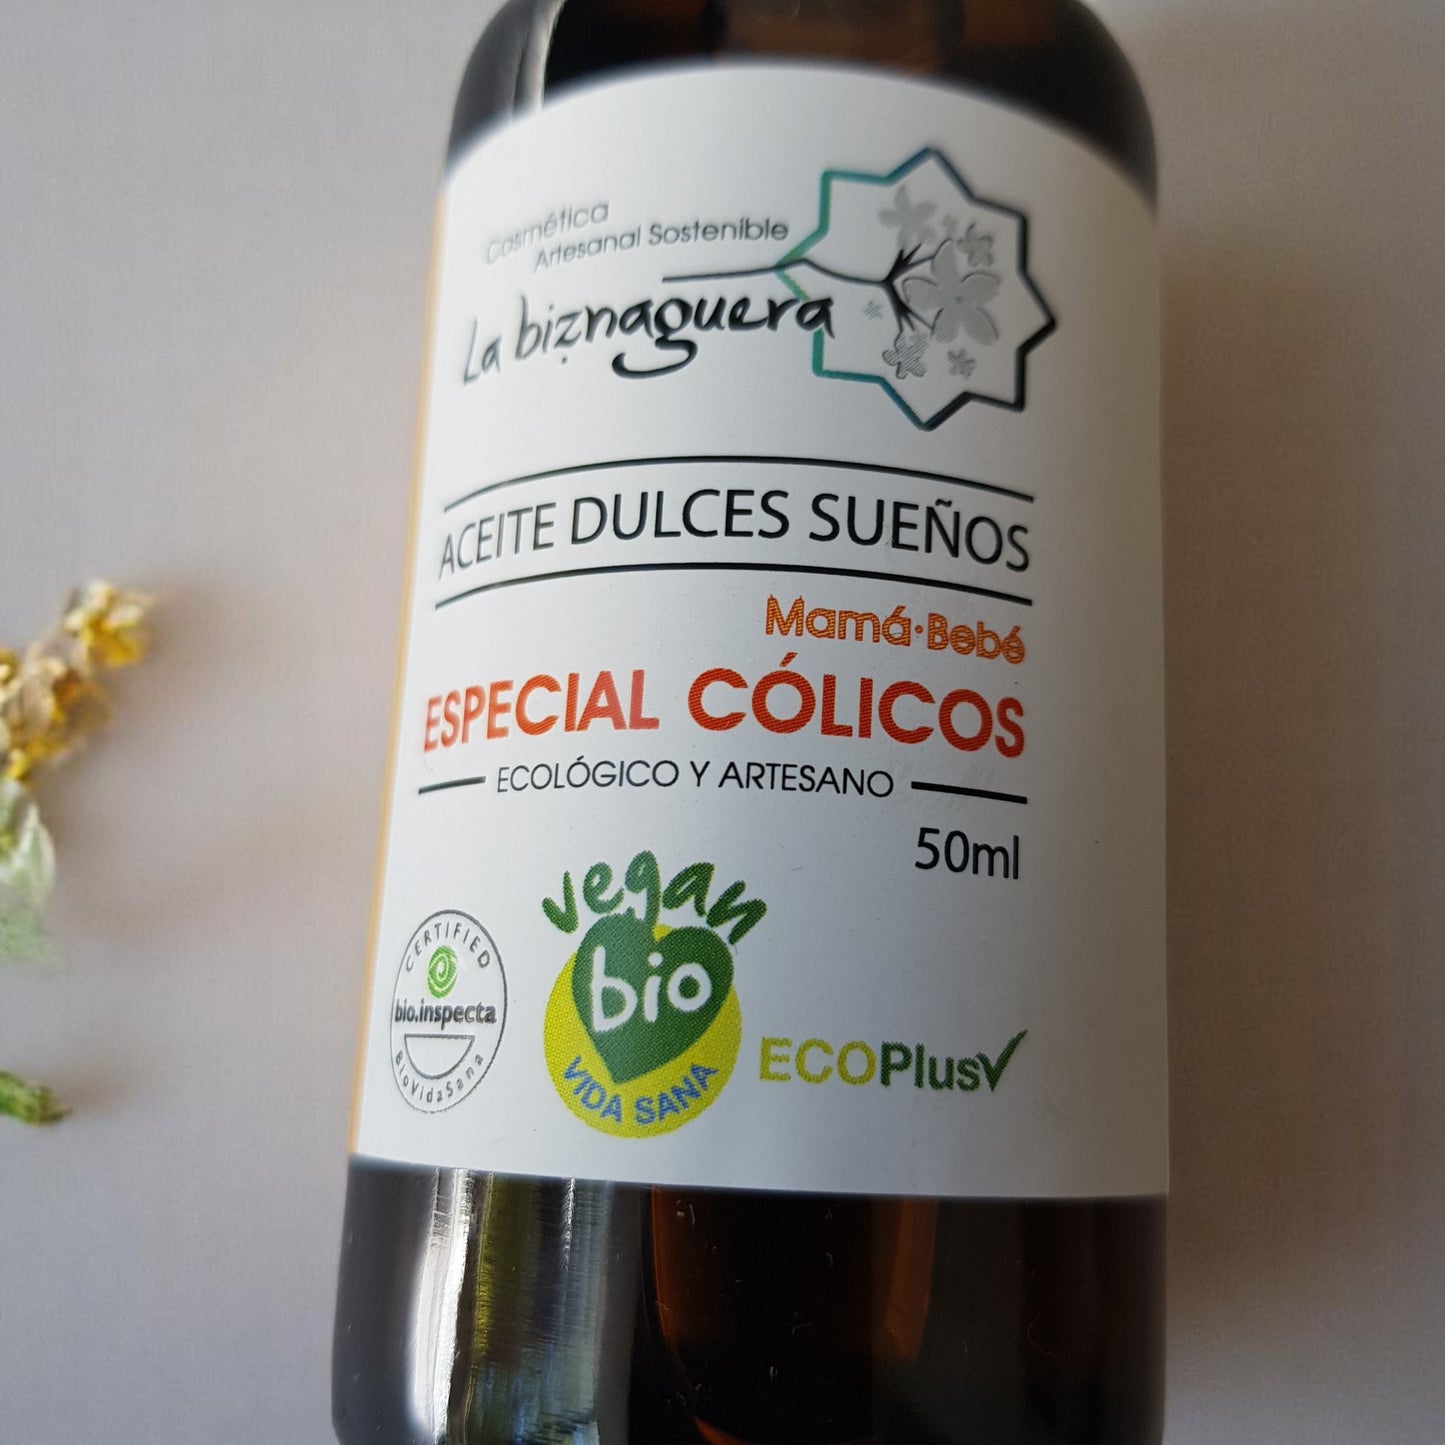 Cosmética
Artesanal Sostenible
La biznaguera
ACEITE DULCES SUEÑOS
Mamá·Bebé
ESPECIAL CÓLICOS
ECOLÓGICO Y ARTESANO
50ml
CERTIFIED
bio.inspecta
BioVidaSana
vegan
bio
VIDA SANA
ECOPlus